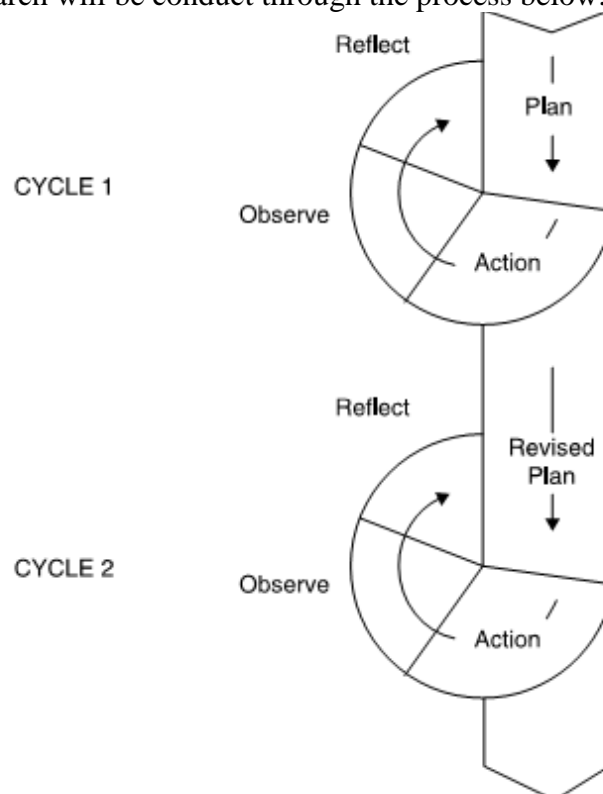 arch will be conduct through the process below.
Reflect
Plan
CYCLE 1
Observe
Action
Reflect
Revised
Plan
CYCLE 2
Observe
Action